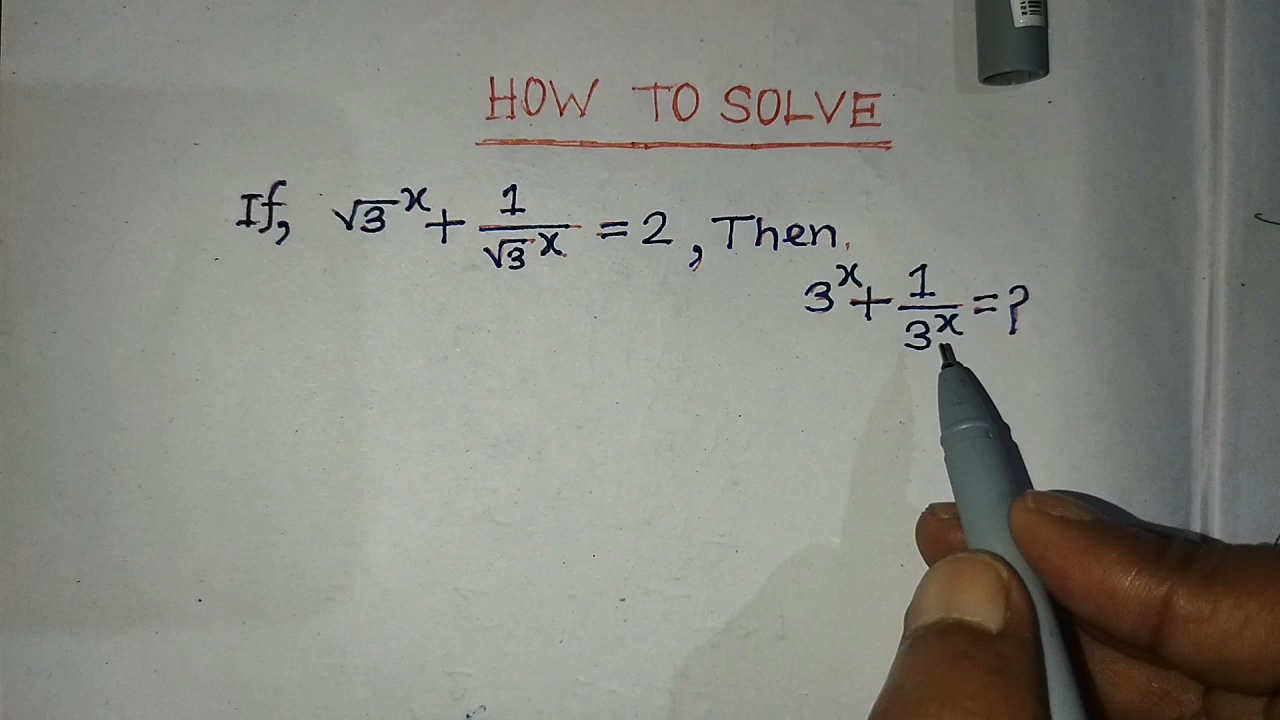 HOW TO SOLVE
If, √3^x + 1/√3^x = 2, Then,
3^x + 1/3^x = ?